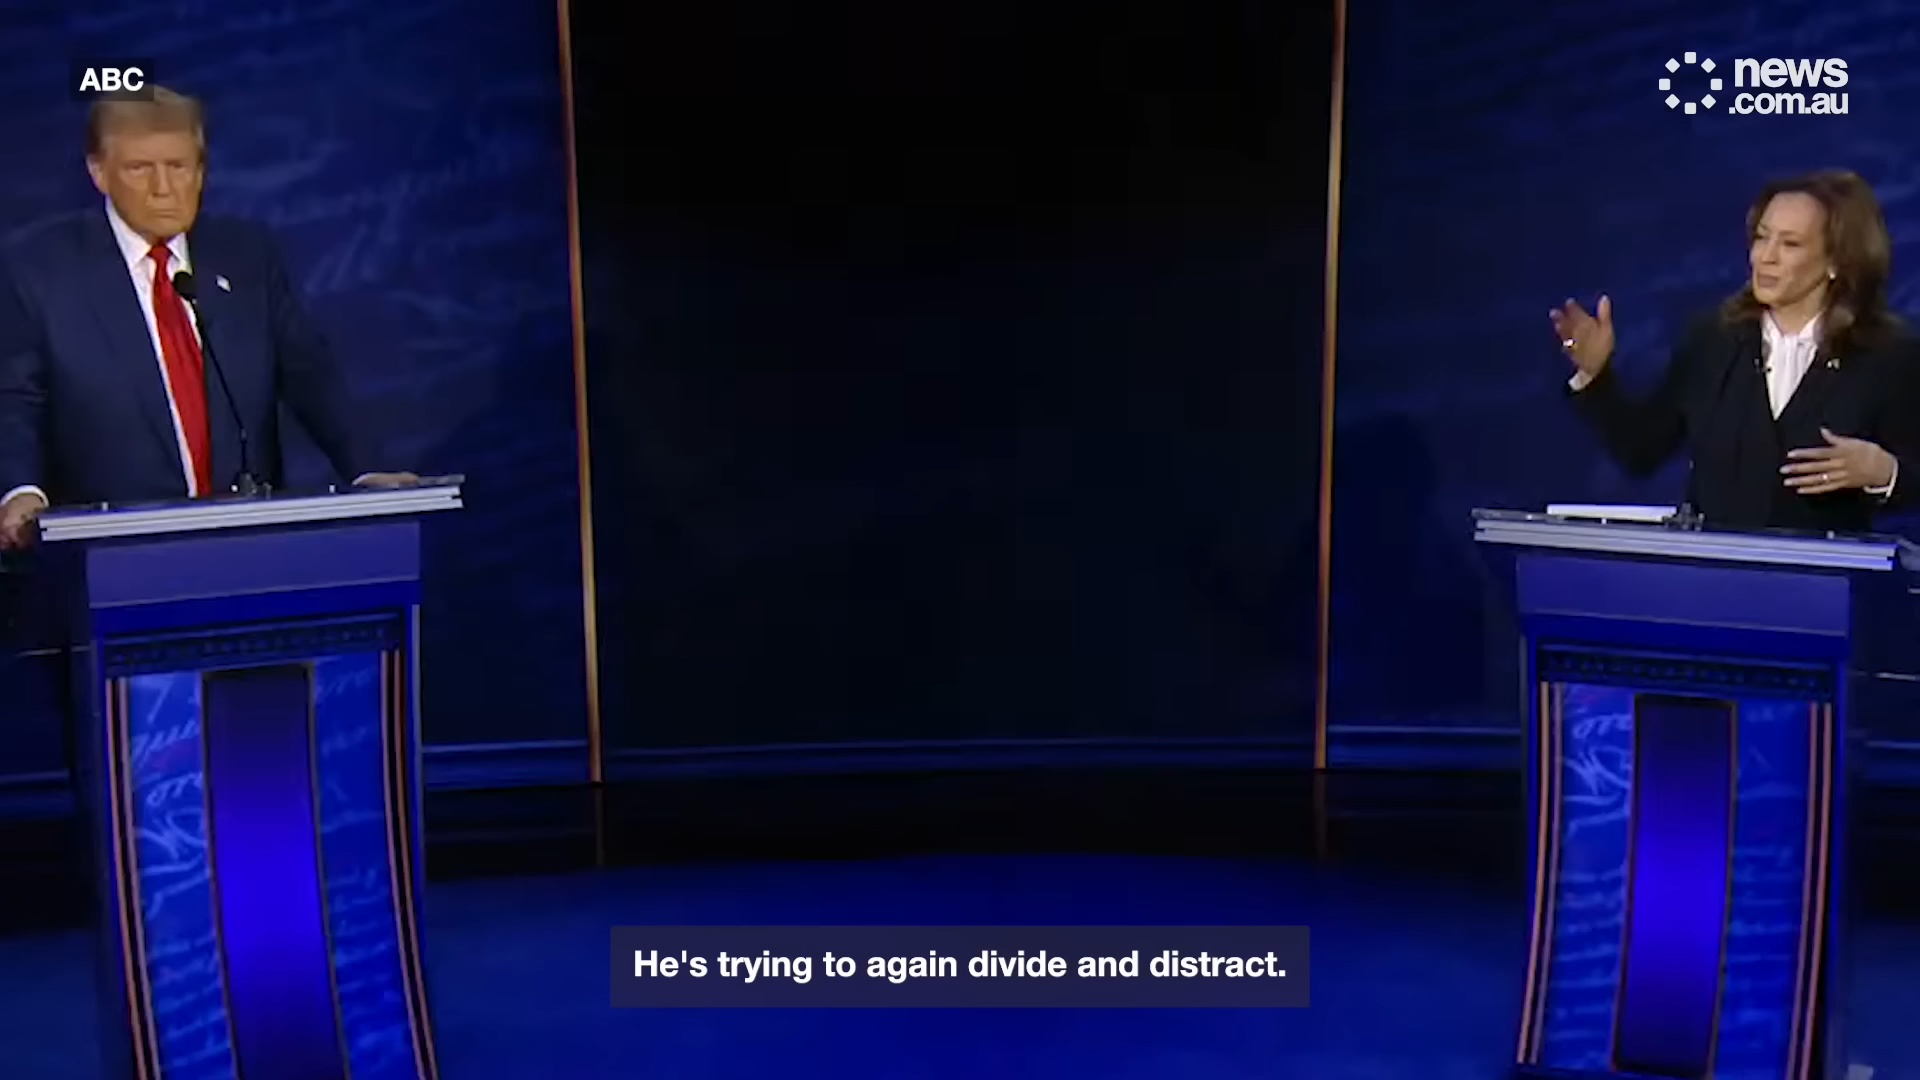 ABC
news
.com.au
He's trying to again divide and distract.